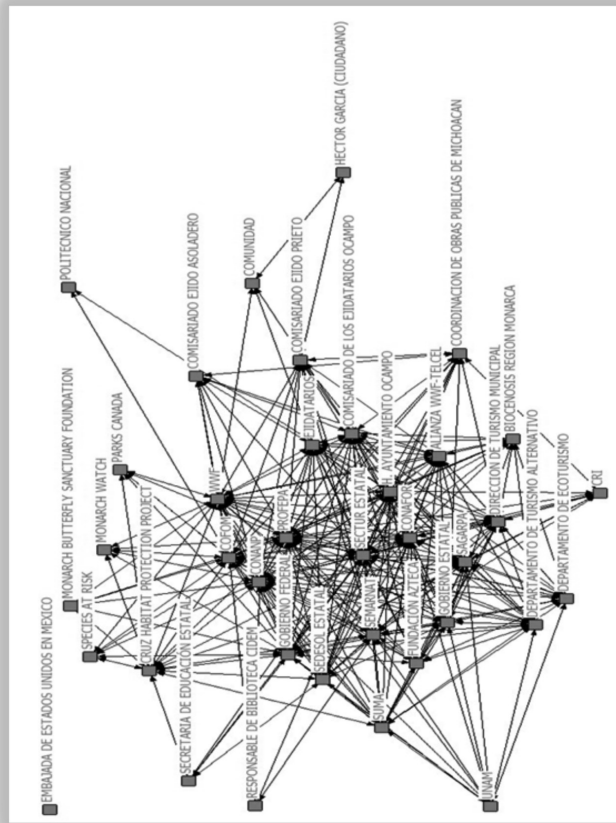 EMBAJADA DE ESTADOS UNIDOS EN MEXICO
MONARCH BUTTERFLY SANCTUARY FOUNDATION
POLITECNICO NACIONAL
SPECIES AT RISK
MONARCH WATCH
PARKS CANADA
CRUZ HABITAT PROTECTION PROJECT
SECRETARIA DE EDUCACION ESTATAL
COMISARIADO EJIDO ASOLADERO
WWF
COMUNIDAD
RESPONSABLE DE BIBLIOTECA CIDEM
CONANP
PROFEPA
GOBIERNO FEDERAL
COMISARIADO EJIDO PRIETO
EJIDATARIOS
SEDESOL ESTATAL
HECTOR GARCIA (CIUDADANO)
COMISARIADO DE LOS EJIDATARIOS OCAMPO
SECTUR ESTATAL
SEMARNAT
SUMA
H. AYUNTAMIENTO OCAMPO
CONAFOR
FUNDACION AZTECA
ALIANZA WWF-TELCEL
GOBIERNO ESTATAL
COORDINACION DE OBRAS PUBLICAS DE MICHOACAN
SAGARPA
UNAM
DIRECCION DE TURISMO MUNICIPAL
BIOCENOSIS REGION MONARCA
DEPARTAMENTO DE TURISMO ALTERNATIVO
DEPARTAMENTO DE ECOTURISMO
CRI